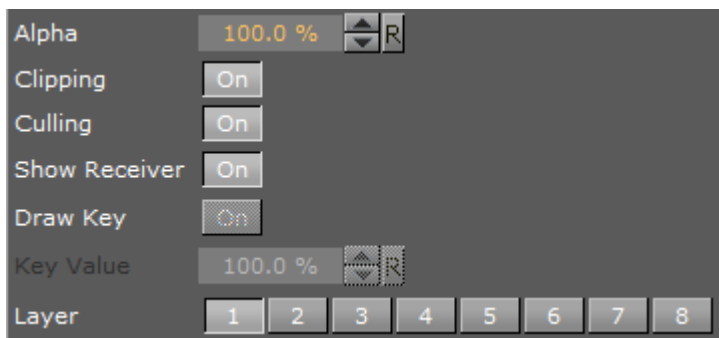 Alpha 100.0 % R
Clipping On
Culling On
Show Receiver On
Draw Key On
Key Value 100.0 % R
Layer 1 2 3 4 5 6 7 8